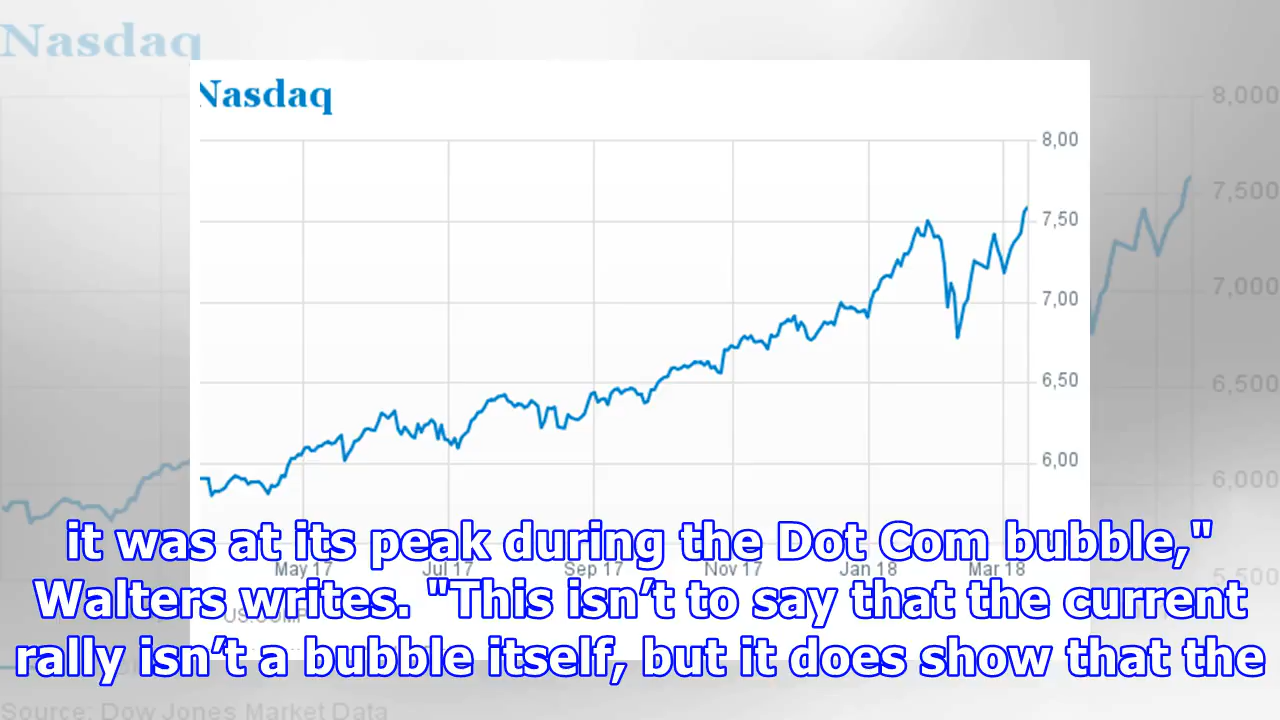 Nasdaq
Nasdaq
8,000
8,00
7,500
7,50
7,000
7,00
6,500
6,50
6,000
6,00
5,500
May 17 Jul 17 Sep 17 Nov 17 Jan 18 Mar 18
it was at its peak during the Dot Com bubble,"
Walters writes. "This isn’t to say that the current
rally isn’t a bubble itself, but it does show that the
Source: Dow Jones Market Data